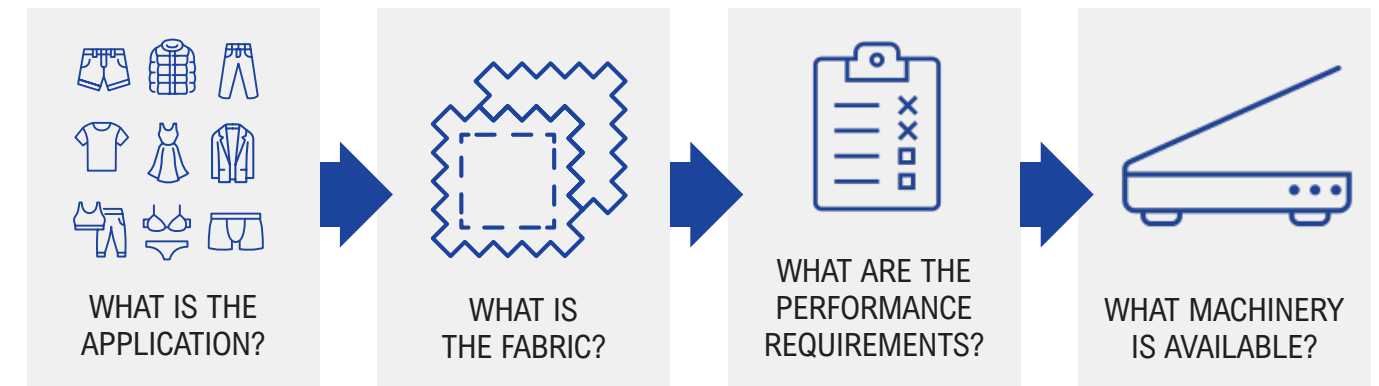 WHAT IS THE
APPLICATION?
WHAT IS
THE FABRIC?
WHAT ARE THE
PERFORMANCE
REQUIREMENTS?
WHAT MACHINERY
IS AVAILABLE?